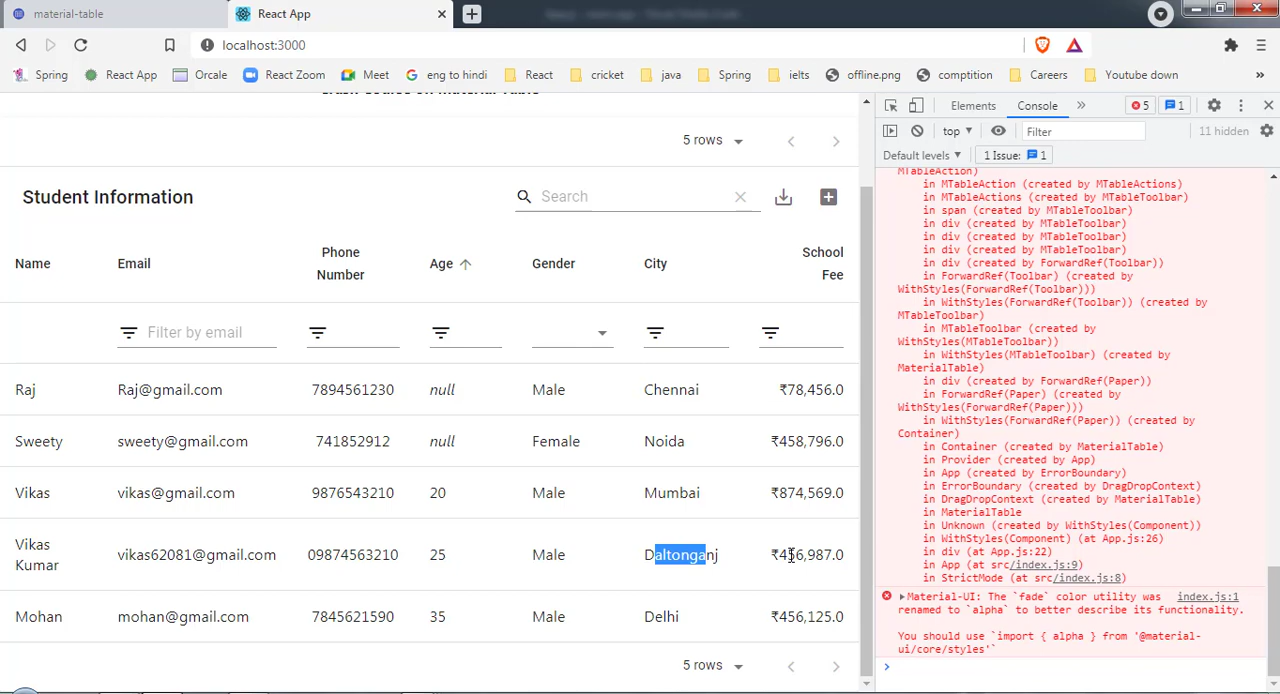 material-table
React App
localhost:3000
Spring
React App
Orcale
React Zoom
Meet
eng to hindi
React
cricket
java
Spring
ielts
offline.png
comptition
Careers
Youtube down
»
Elements
Console
»
5
1
top
Filter
11 hidden
Default levels
1 Issue:
1
5 rows
Student Information
Search
Name
Email
Phone
Number
Age
Gender
City
School
Fee
Filter by email
Raj Raj@gmail.com 7894561230 null Male Chennai ₹78,456.0
Sweety sweety@gmail.com 741852912 null Female Noida ₹458,796.0
Vikas vikas@gmail.com 9876543210 20 Male Mumbai ₹874,569.0
Vikas
Kumar
vikas62081@gmail.com 09874563210 25 Male Daltonganj ₹456,987.0
Mohan mohan@gmail.com 7845621590 35 Male Delhi ₹456,125.0
5 rows
MTableAction)
in MTableAction (created by MTableActions)
in MTableActions (created by MTableToolbar)
in span (created by MTableToolbar)
in div (created by MTableToolbar)
in div (created by MTableToolbar)
in div (created by MTableToolbar)
in div (created by ForwardRef(Toolbar))
in ForwardRef(Toolbar) (created by
WithStyles(ForwardRef(Toolbar)))
in WithStyles(ForwardRef(Toolbar)) (created by
MTableToolbar)
in MTableToolbar (created by
WithStyles(MTableToolbar))
in WithStyles(MTableToolbar) (created by
MaterialTable)
in div (created by ForwardRef(Paper))
in ForwardRef(Paper) (created by
WithStyles(ForwardRef(Paper)))
in WithStyles(ForwardRef(Paper)) (created by
Container)
in Container (created by MaterialTable)
in Provider (created by App)
in App (created by ErrorBoundary)
in ErrorBoundary (created by DragDropContext)
in DragDropContext (created by MaterialTable)
in MaterialTable
in Unknown (created by WithStyles(Component))
in WithStyles(Component) (at App.js:26)
in div (at App.js:22)
in App (at src/index.js:9)
in StrictMode (at src/index.js:8)
Material-UI: The `fade` color utility was index.js:1
renamed to `alpha` to better describe its functionality.
You should use `import { alpha } from '@material-
ui/core/styles'`